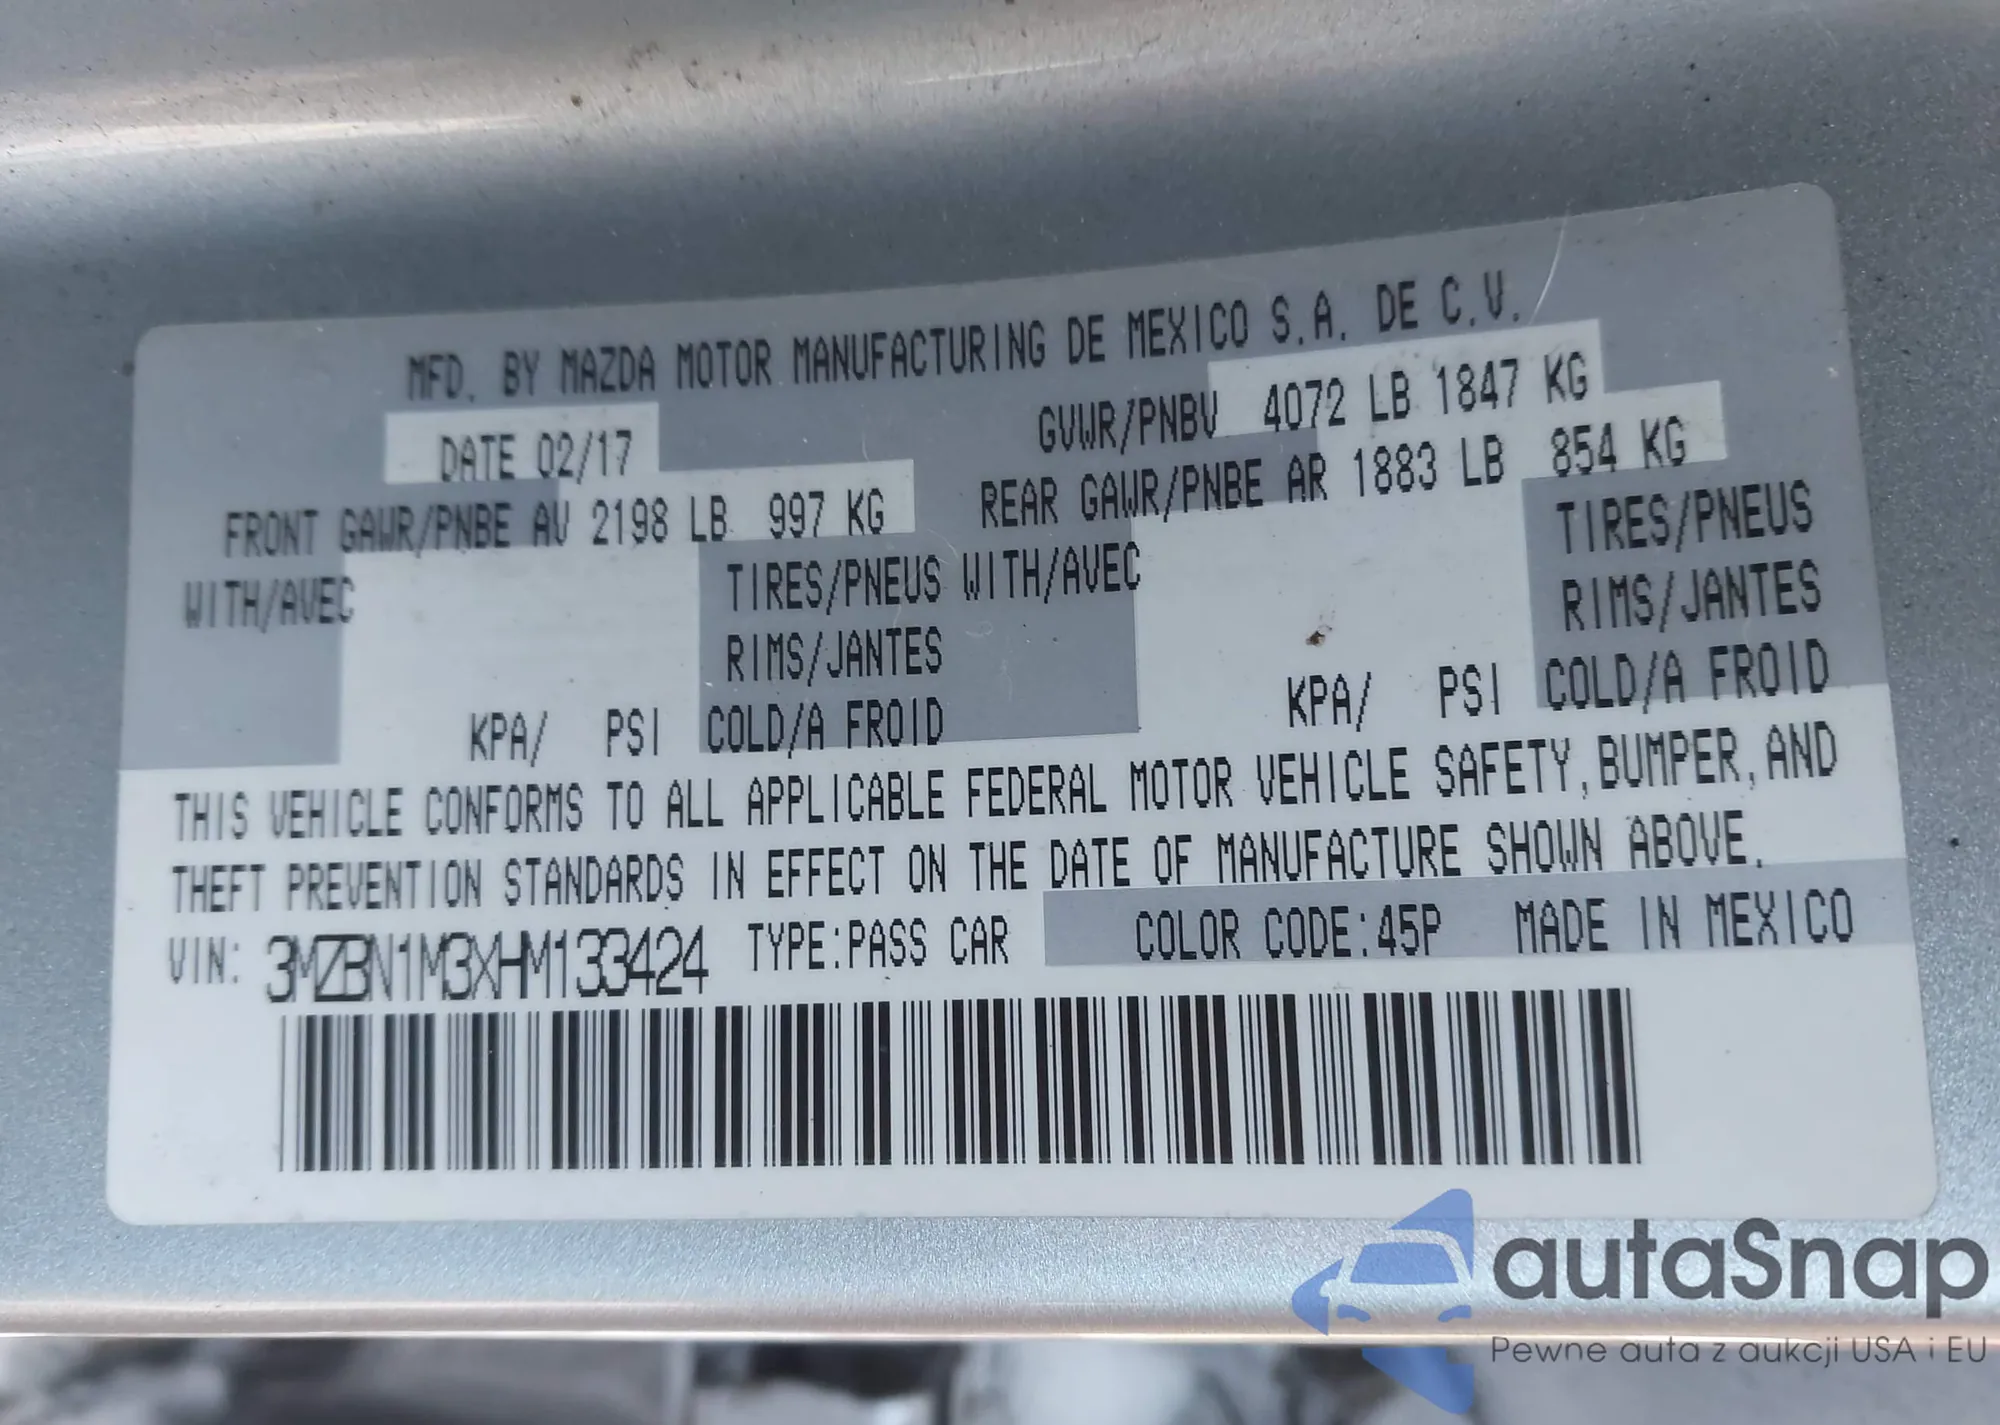 MFD. BY MAZDA MOTOR MANUFACTURING DE MEXICO S.A. DE C.V.
DATE 02/17 GVWR/PNBV 4072 LB 1847 KG
FRONT GAWR/PNBE AV 2198 LB 997 KG REAR GAWR/PNBE AR 1883 LB 854 KG
WITH/AVEC TIRES/PNEUS WITH/AVEC TIRES/PNEUS
RIMS/JANTES RIMS/JANTES
KPA/ PSI COLD/A FROID KPA/ PSI COLD/A FROID
THIS VEHICLE CONFORMS TO ALL APPLICABLE FEDERAL MOTOR VEHICLE SAFETY, BUMPER, AND
THEFT PREVENTION STANDARDS IN EFFECT ON THE DATE OF MANUFACTURE SHOWN ABOVE.
VIN: 3MZBN1M3XHM133424 TYPE:PASS CAR COLOR CODE:45P MADE IN MEXICO
autaSnap
Pewne auta z aukcji USA i EU